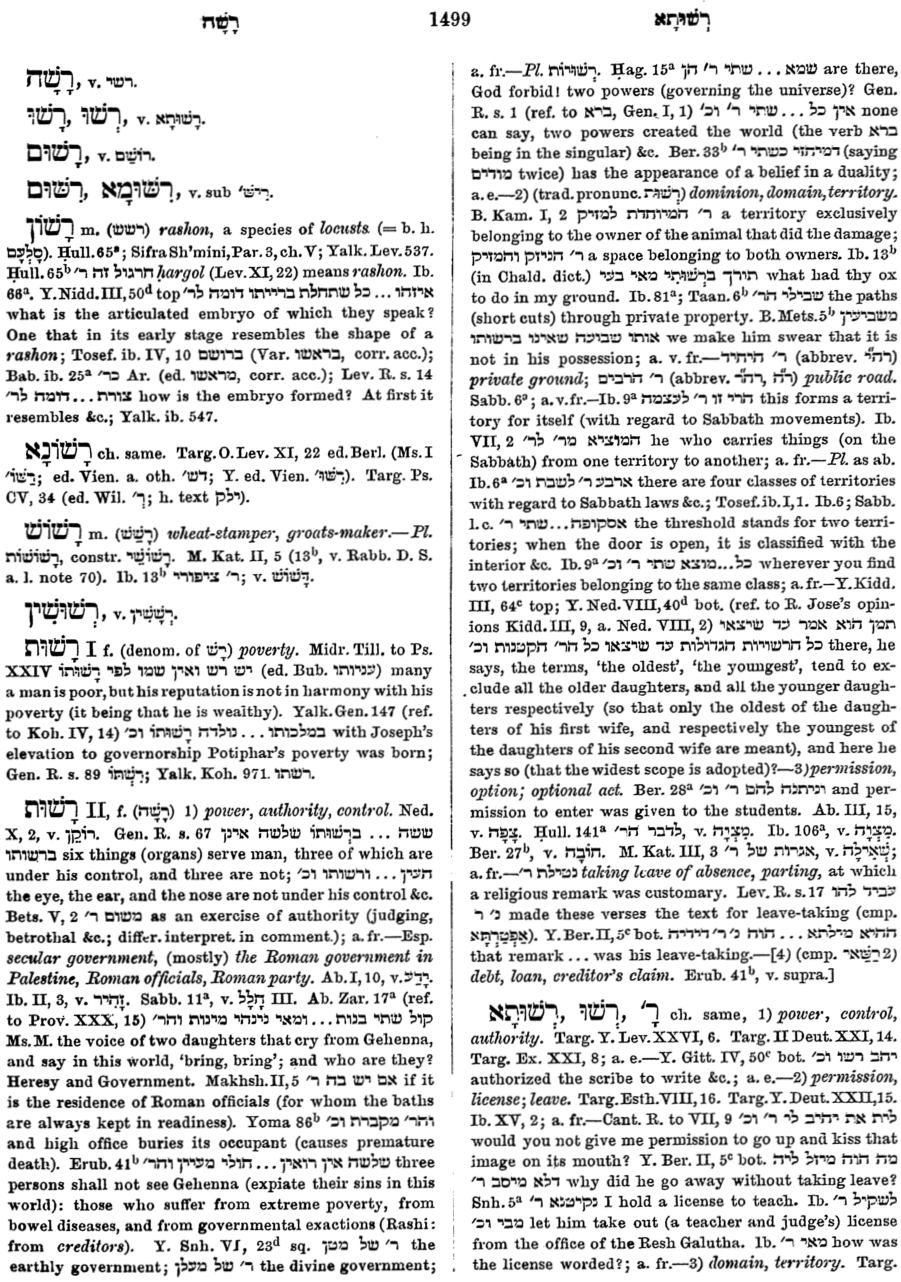 רָשָׁה
1499
רְשׁוּתָא
רָשָׁה, v. רשי.
רָשׁוּ, רְשׁוּ, v. רָשׁוּתָא.
רָשׁוּם, v. רוֹשֵׁם.
רִשּׁוּם, רִשּׁוּמָא, v. sub רִישּׁ׳.
רָשׁוֹן m. (רשש) rashon, a species of locusts (= b. h.
סָלְעָם). Ḥull. 65ᵃ; Sifra Sh'mini, Par. 3, ch. V; Yalk. Lev. 537.
Ḥull. 65ᵇ חרגול זה ר׳ ḥargol (Lev. XI, 22) means rashon. Ib.
66ᵃ. Y. Nidd. III, 50ᵈ top איזהו ... כל שתחלת ברייתו דומה לר׳
what is the articulated embryo of which they speak?
One that in its early stage resembles the shape of a
rashon; Tosef. ib. IV, 10 ברושם (Var. בראשו, corr. acc.);
Bab. ib. 25ᵃ כר׳ Ar. (ed. מראשו, corr. acc.); Lev. R. s. 14
צורת...דומה לר׳ how is the embryo formed? At first it
resembles &c.; Yalk. ib. 547.
רָשׁוֹנָא ch. same. Targ. O. Lev. XI, 22 ed. Berl. (Ms. I
רַשּׁוֹ׳; ed. Vien. a. oth. דש׳; Y. ed. Vien. רַשּׁוּ׳). Targ. Ps.
CV, 34 (ed. Wil. רְ׳; h. text ילק).
רָשׁוֹשׁ m. (רָשַׁשׁ) wheat-stamper, groats-maker.—Pl.
רָשׁוֹשׁוֹת, constr. רָשׁוֹשֵׁי. M. Kat. II, 5 (13ᵇ, v. Rabb. D. S.
a. l. note 70). Ib. 13ᵇ ר׳ ציפורי; v. דָּשׁוֹשׁ.
רְשׁוּשִׁין, v. רְשָׁשִׁין.
רָשׁוּת I f. (denom. of רָשׁ) poverty. Midr. Till. to Ps.
XXIV יש רש ואין שמו לפי רָשׁוּתוֹ (ed. Bub. עניותו) many
a man is poor, but his reputation is not in harmony with his
poverty (it being that he is wealthy). Yalk. Gen. 147 (ref.
to Koh. IV, 14) במלכותו ... נולדה רָשׁוּתוֹ וכ׳ with Joseph's
elevation to governorship Potiphar's poverty was born;
Gen. R. s. 89 רָשְׁתּוֹ; Yalk. Koh. 971 רשתו.
רָשׁוּת II, f. (רָשָׁה) 1) power, authority, control. Ned.
X, 2, v. רוֹקֵן. Gen. R. s. 67 ששה ... ברְשׁוּתוֹ שלשה אינן
ברשותו six things (organs) serve man, three of which are
under his control, and three are not; העין...ורשותו וכ׳
the eye, the ear, and the nose are not under his control &c.
Bets. V, 2 משום ר׳ as an exercise of authority (judging,
betrothal &c.; differ. interpret. in comment.); a. fr.—Esp.
secular government, (mostly) the Roman government in
Palestine, Roman officials, Roman party. Ab. I, 10, v. יָדַע.
Ib. II, 3, v. זָהִיר. Sabb. 11ᵃ, v. חָלָל III. Ab. Zar. 17ᵃ (ref.
to Prov. XXX, 15) קול שתי בנות...ומאי נינהי מינות והר׳
Ms. M. the voice of two daughters that cry from Gehenna,
and say in this world, 'bring, bring'; and who are they?
Heresy and Government. Makhsh. II, 5 אם יש בה ר׳ if it
is the residence of Roman officials (for whom the baths
are always kept in readiness). Yoma 86ᵇ והר׳ מקברת וכ׳
and high office buries its occupant (causes premature
death). Erub. 41ᵇ שלשה אין רואין...חולי מעיין והר׳ three
persons shall not see Gehenna (expiate their sins in this
world): those who suffer from extreme poverty, from
bowel diseases, and from governmental exactions (Rashi:
from creditors). Y. Snh. VI, 23ᵈ sq. ר׳ של מטן the
earthly government; ר׳ של מעלן the divine government;
a. fr.—Pl. רְשׁוּיוֹת. Ḥag. 15ᵃ שמא ... שתי ר׳ הן are there,
God forbid! two powers (governing the universe)? Gen.
R. s. 1 (ref. to ברא, Gen. I, 1) אין כל ... שתי ר׳ וכ׳ none
can say, two powers created the world (the verb ברא
being in the singular) &c. Ber. 33ᵇ דמיחזי כשתי ר׳ (saying
מודים twice) has the appearance of a belief in a duality;
a. e.—2) (trad. pronunc. רְשׁוּת) dominion, domain, territory.
B. Kam. I, 2 ר׳ המיוחדת למזיק a territory exclusively
belonging to the owner of the animal that did the damage;
ר׳ הניזק והמזיק a space belonging to both owners. Ib. 13ᵇ
(in Chald. dict.) תורך ברְשׁוּתִי מאי בעי what had thy ox
to do in my ground. Ib. 81ᵃ; Taan. 6ᵇ שבילי הר׳ the paths
(short cuts) through private property. B. Mets. 5ᵇ משביעין
אותו שבועה שאינו ברשותו we make him swear that it is
not in his possession; a. v. fr.—ר׳ היחיד (abbrev. רה״י)
private ground; ר׳ הרבים (abbrev. ר״ה, רה״ר) public road.
Sabb. 6ᵃ; a. v. fr.—Ib. 9ᵃ הרי זו ר׳ לעצמה this forms a terri-
tory for itself (with regard to Sabbath movements). Ib.
VII, 2 המוציא מר׳ לר׳ he who carries things (on the
Sabbath) from one territory to another; a. fr.—Pl. as ab.
Ib. 6ᵃ ארבע ר׳ לשבת וכ׳ there are four classes of territories
with regard to Sabbath laws &c.; Tosef. ib. I, 1. Ib. 6; Sabb.
l. c. אסקופה...שתי ר׳ the threshold stands for two terri-
tories; when the door is open, it is classified with the
interior &c. Ib. 9ᵃ כל...מוצא שתי ר׳ וכ׳ wherever you find
two territories belonging to the same class; a. fr.—Y. Kidd.
III, 64ᶜ top; Y. Ned. VIII, 40ᵈ bot. (ref. to R. Jose's opin-
ions Kidd. III, 9, a. Ned. VIII, 2) תמן הוא אמר עד שיצאו
כל הרשויות הגדולות עד שיצאו כל הר׳ הקטנות וכ׳ there, he
says, the terms, 'the oldest', 'the youngest', tend to ex-
clude all the older daughters, and all the younger daugh-
ters respectively (so that only the oldest of the daugh-
ters of his first wife, and respectively the youngest of
the daughters of his second wife are meant), and here he
says so (that the widest scope is adopted)?—3) permission,
option; optional act. Ber. 28ᵃ וניתנה להם ר׳ וכ׳ and per-
mission to enter was given to the students. Ab. III, 15,
v. צָפָה. Ḥull. 141ᵃ לדבר הר׳, v. מִצְוָה. Ib. 106ᵃ, v. מִצְוָה.
Ber. 27ᵇ, v. חוֹבָה. M. Kat. III, 3 אגרות של ר׳, v. שְׁאֵילָה;
a. fr.—נטילת ר׳ taking leave of absence, parting, at which
a religious remark was customary. Lev. R. s. 17 עביד להו
נ׳ ר׳ made these verses the text for leave-taking (cmp.
אַפְטַרְתָּא). Y. Ber. II, 5ᶜ bot. ההיא מילתא ... הוה נ׳ ר׳ דידיה
that remark ... was his leave-taking.—[4) (cmp. רַשַּׁאי 2)
debt, loan, creditor's claim. Erub. 41ᵇ, v. supra.]
רְשׁוּתָא, רְשׁוּ, רָ׳ ch. same, 1) power, control,
authority. Targ. Y. Lev. XXVI, 6. Targ. II Deut. XXI, 14.
Targ. Ex. XXI, 8; a. e.—Y. Gitt. IV, 50ᶜ bot. יהב רשו וכ׳
authorized the scribe to write &c.; a. e.—2) permission,
license; leave. Targ. Esth. VIII, 16. Targ. Y. Deut. XXII, 15.
Ib. XV, 2; a. fr.—Cant. R. to VII, 9 לית את יהיב לי ר׳ וכ׳
would you not give me permission to go up and kiss that
image on its mouth? Y. Ber. II, 5ᶜ bot. מה הוה מיזל ליה
דלא מיסב ר׳ why did he go away without taking leave?
Snh. 5ᵃ נקיטנא ר׳ I hold a license to teach. Ib. לשקיל ר׳
מבי וכ׳ let him take out (a teacher and judge's) license
from the office of the Resh Galutha. Ib. מאי ר׳ how was
the license worded?; a. fr.—3) domain, territory. Targ.